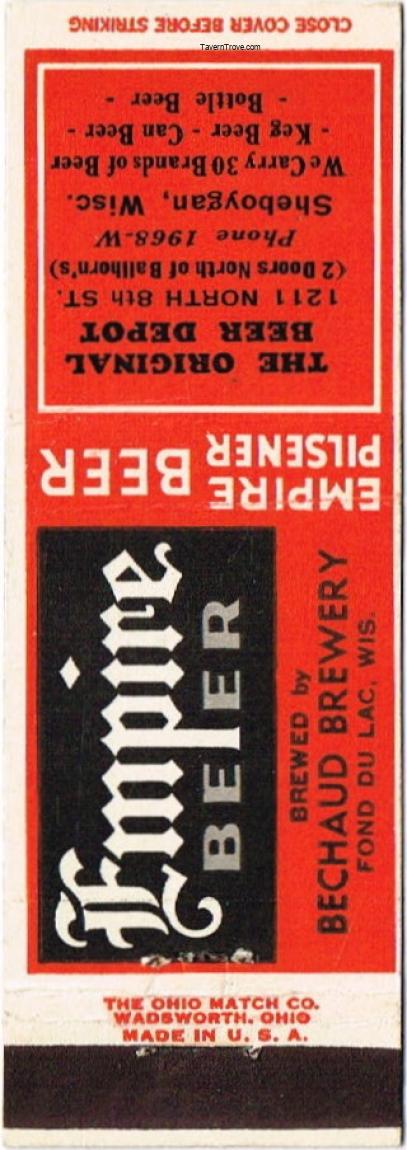 TavernTrove.com
CLOSE COVER BEFORE STRIKING
THE ORIGINAL
BEER DEPOT
1211 NORTH 8th ST.
(2 Doors North of Ballhorn's)
Phone 1968-W
Sheboygan, Wisc.
We Carry 30 Brands of Beer
- Keg Beer - Can Beer -
- Bottle Beer -
EMPIRE PILSENER BEER
Empire
BEER
BREWED by
BECHAUD BREWERY
FOND DU LAC, WIS.
THE OHIO MATCH CO.
WADSWORTH, OHIO
MADE IN U. S. A.